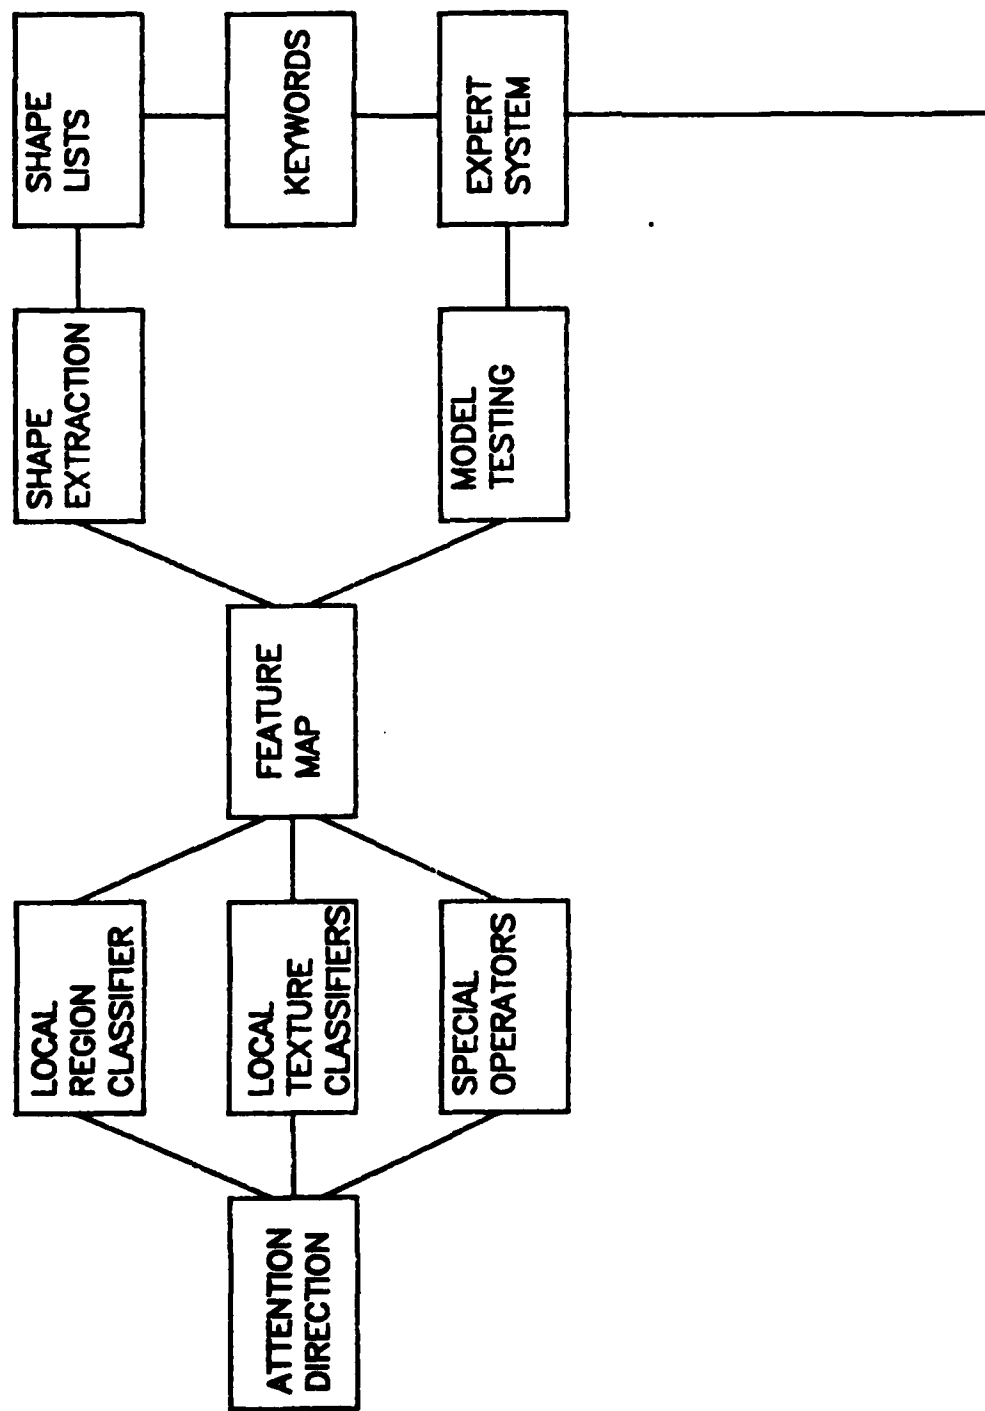 ATTENTION
DIRECTION
LOCAL
REGION
CLASSIFIER
LOCAL
TEXTURE
CLASSIFIERS
SPECIAL
OPERATORS
FEATURE
MAP
SHAPE
EXTRACTION
MODEL
TESTING
SHAPE
LISTS
KEYWORDS
EXPERT
SYSTEM